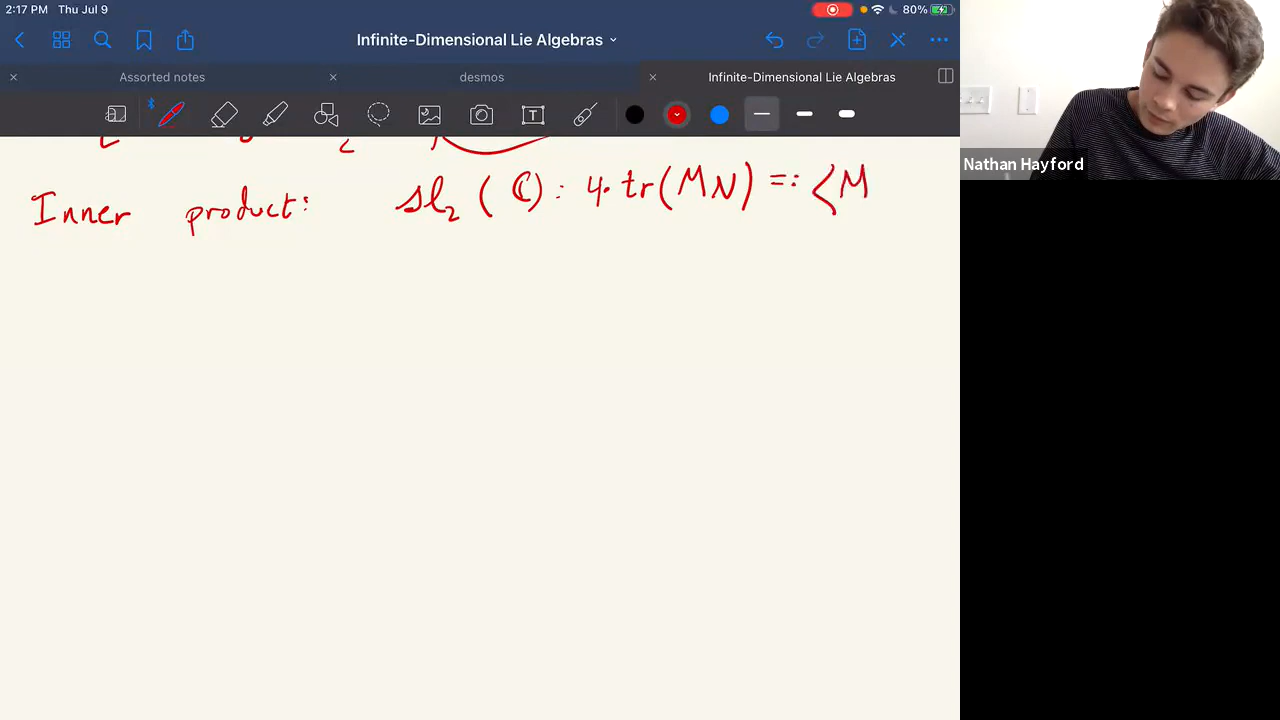 2:17 PM Thu Jul 9
80%
Infinite-Dimensional Lie Algebras
Assorted notes
desmos
Infinite-Dimensional Lie Algebras
Inner product: sl₂(ℂ): 4·tr(MN) =: ⟨M
Nathan Hayford